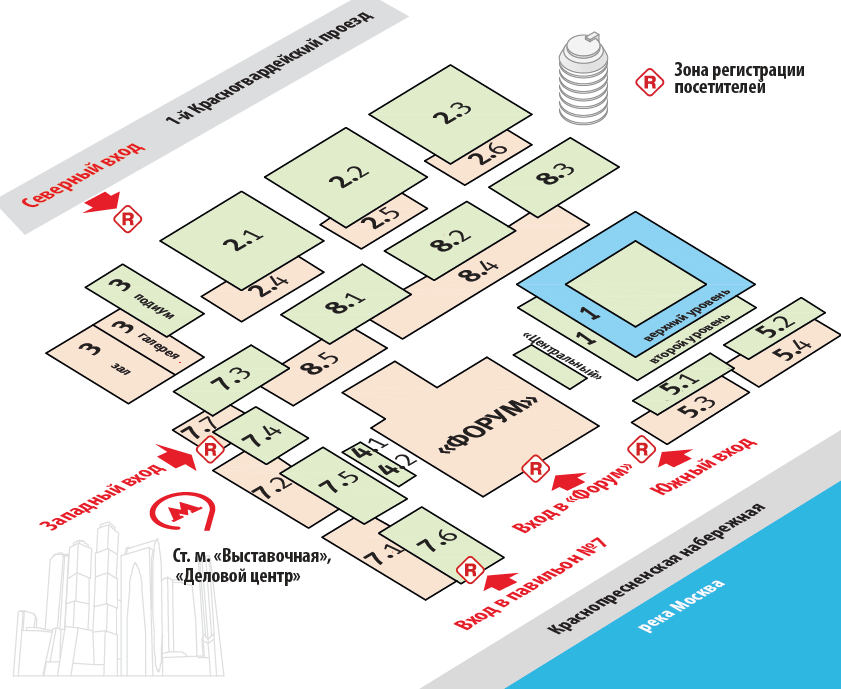 1-й Красногвардейский проезд
Северный вход
R
R
Зона регистрации
посетителей
2.3
2.6
2.2
2.5
8.3
2.1
2.4
8.2
8.4
3 подиум
3 галерея
3 зал
8.1
8.5
1
верхний уровень
1
второй уровень
«Центральный»
5.2
5.4
5.1
5.3
7.3
7.7
7.4
7.2
7.5
4.1
4.2
«ФОРУМ»
7.6
7.1
R
Западный вход
М
Ст. м. «Выставочная»,
«Деловой центр»
R
Вход в «Форум»
R
Южный вход
R
Вход в павильон №7
Краснопресненская набережная
река Москва